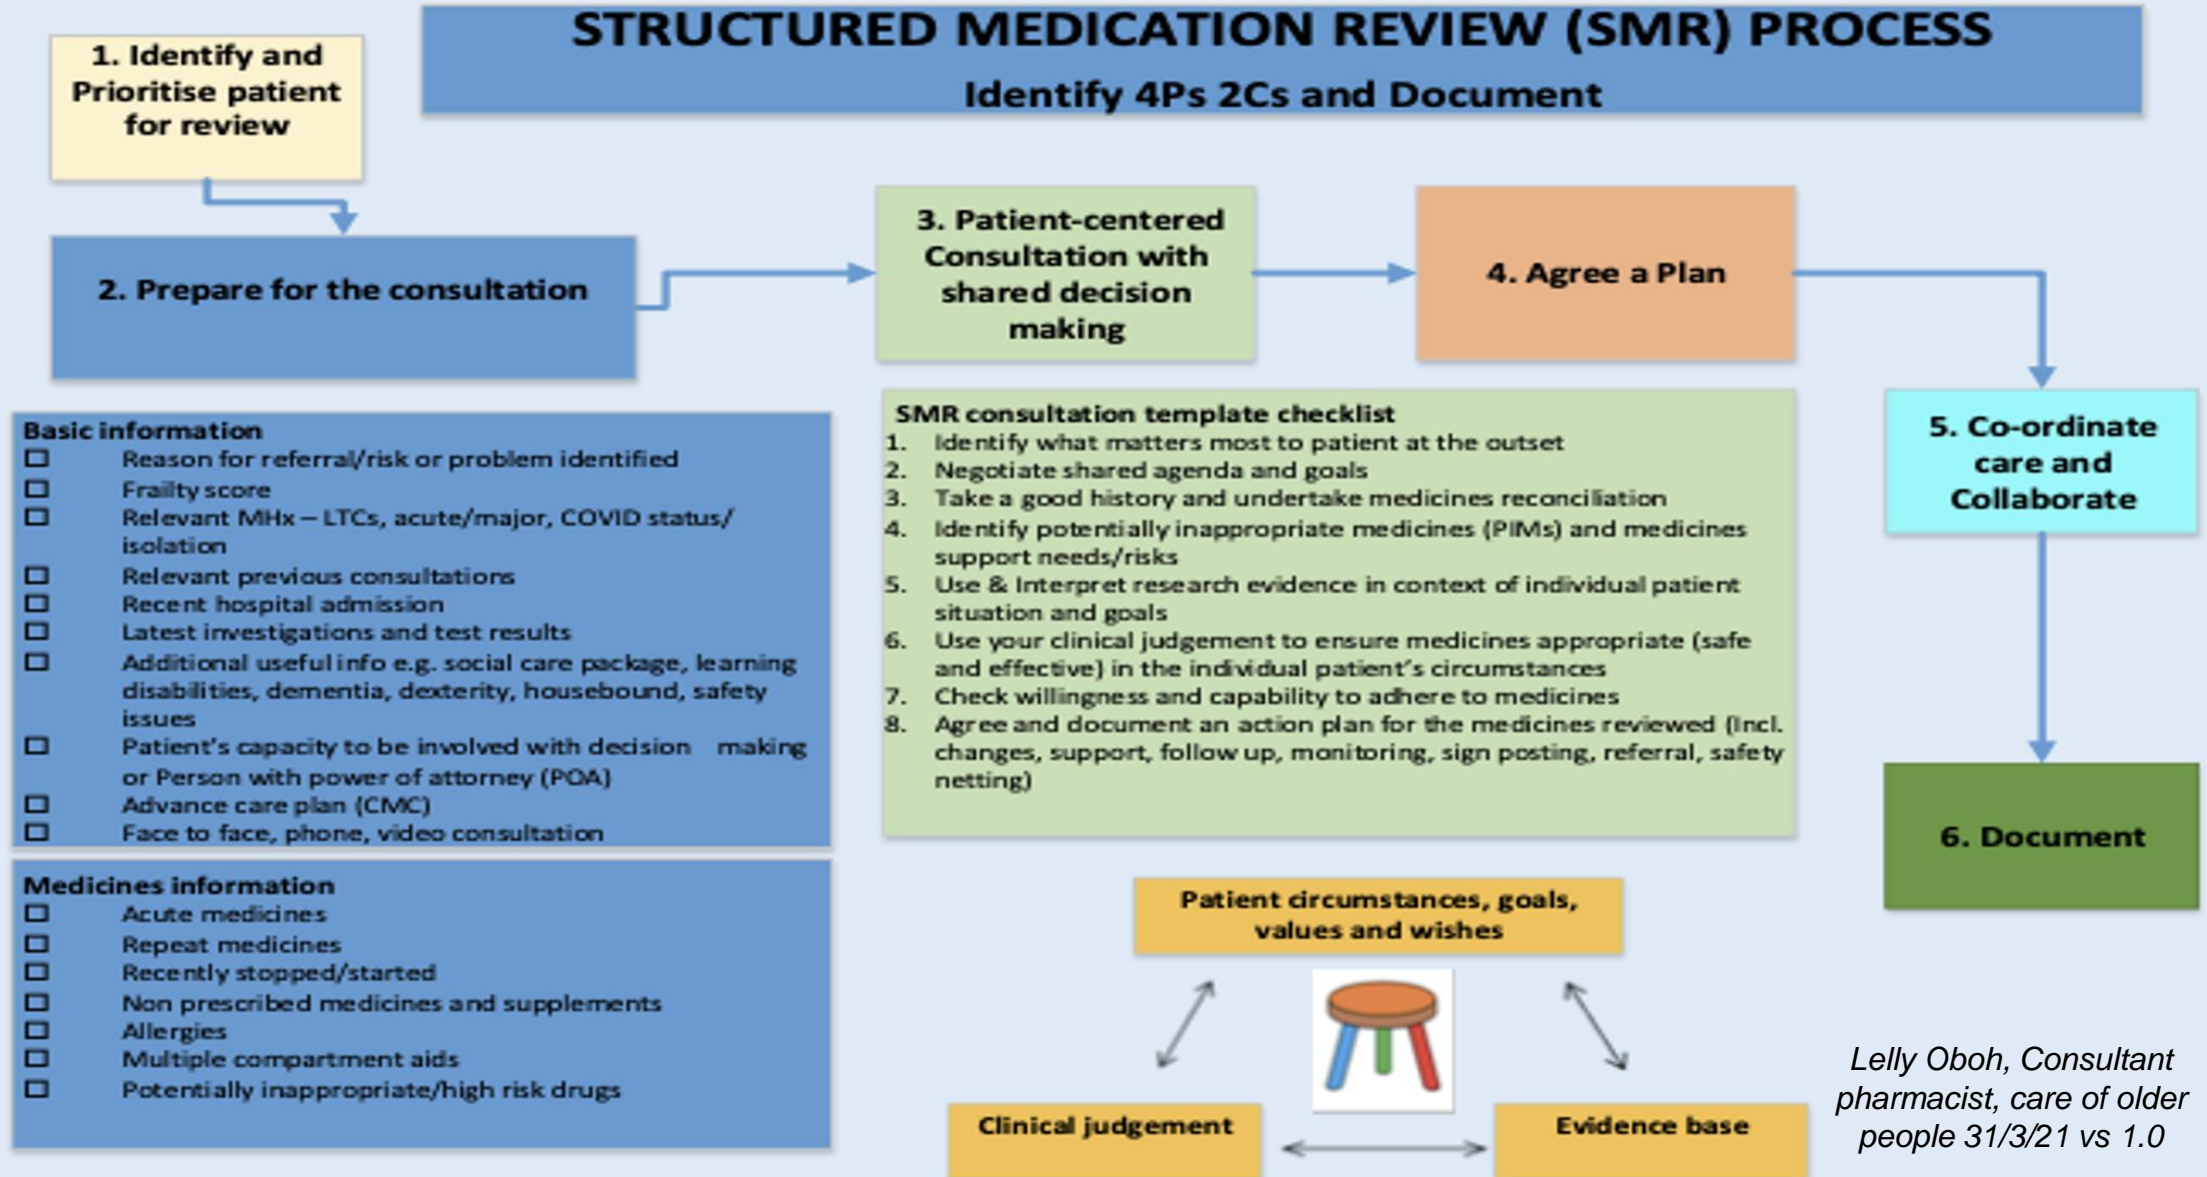 STRUCTURED MEDICATION REVIEW (SMR) PROCESS
Identify 4Ps 2Cs and Document
1. Identify and
Prioritise patient
for review
2. Prepare for the consultation
3. Patient-centered
Consultation with
shared decision
making
4. Agree a Plan
5. Co-ordinate
care and
Collaborate
6. Document
Basic information
Reason for referral/risk or problem identified
Frailty score
Relevant MHx – LTCs, acute/major, COVID status/
isolation
Relevant previous consultations
Recent hospital admission
Latest investigations and test results
Additional useful info e.g. social care package, learning
disabilities, dementia, dexterity, housebound, safety
issues
Patient's capacity to be involved with decision making
or Person with power of attorney (POA)
Advance care plan (CMC)
Face to face, phone, video consultation
Medicines information
Acute medicines
Repeat medicines
Recently stopped/started
Non prescribed medicines and supplements
Allergies
Multiple compartment aids
Potentially inappropriate/high risk drugs
SMR consultation template checklist
1. Identify what matters most to patient at the outset
2. Negotiate shared agenda and goals
3. Take a good history and undertake medicines reconciliation
4. Identify potentially inappropriate medicines (PIMs) and medicines
support needs/risks
5. Use & Interpret research evidence in context of individual patient
situation and goals
6. Use your clinical judgement to ensure medicines appropriate (safe
and effective) in the individual patient's circumstances
7. Check willingness and capability to adhere to medicines
8. Agree and document an action plan for the medicines reviewed (Incl.
changes, support, follow up, monitoring, sign posting, referral, safety
netting)
Patient circumstances, goals,
values and wishes
Clinical judgement
Evidence base
Lelly Oboh, Consultant
pharmacist, care of older
people 31/3/21 vs 1.0